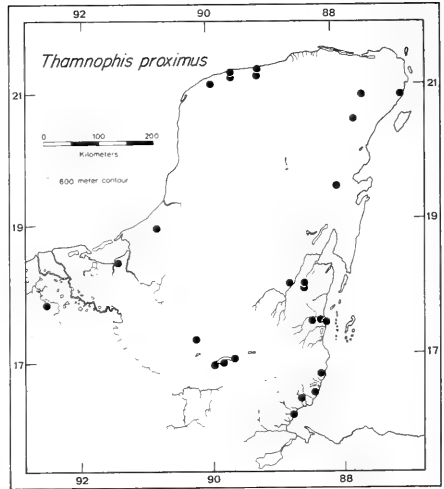 90 88
Thamnophis proximus
21 21
0 100 200
Kilometers
600 meter contour
19 19
17 17
92 90 88